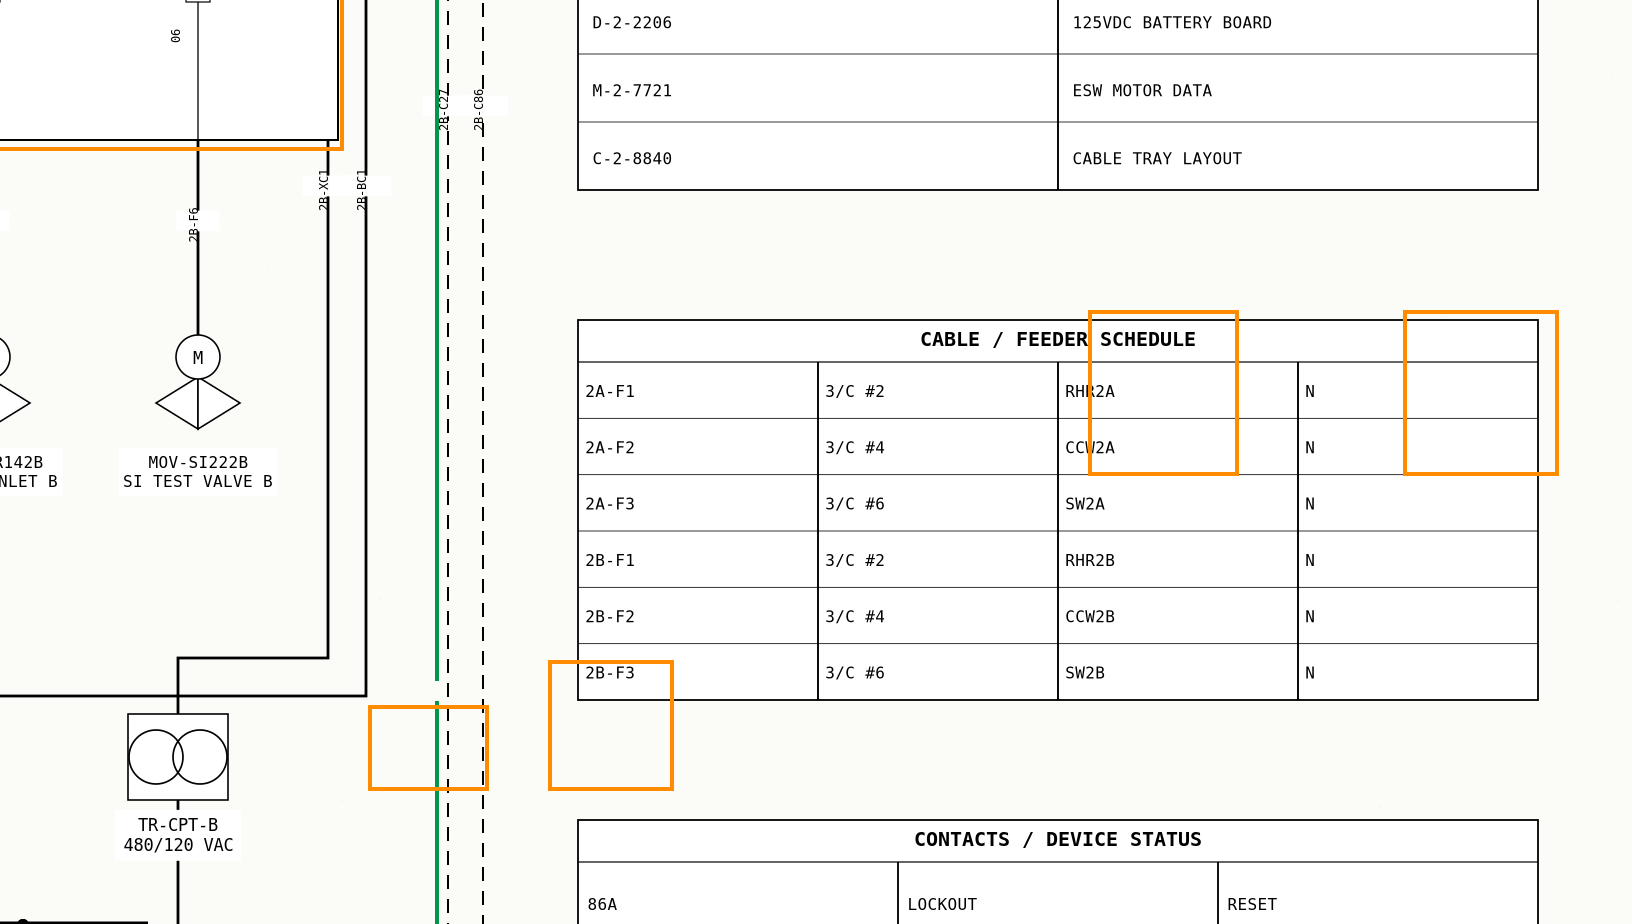 06
D-2-2206 125VDC BATTERY BOARD
M-2-7721 ESW MOTOR DATA
C-2-8840 CABLE TRAY LAYOUT
2B-C27
2B-C86
2B-XC1
2B-BC1
2B-F6
M
R142B
NLET B
MOV-SI222B
SI TEST VALVE B
CABLE / FEEDER SCHEDULE
2A-F1 3/C #2 RHR2A N
2A-F2 3/C #4 CCW2A N
2A-F3 3/C #6 SW2A N
2B-F1 3/C #2 RHR2B N
2B-F2 3/C #4 CCW2B N
2B-F3 3/C #6 SW2B N
TR-CPT-B
480/120 VAC
CONTACTS / DEVICE STATUS
86A LOCKOUT RESET